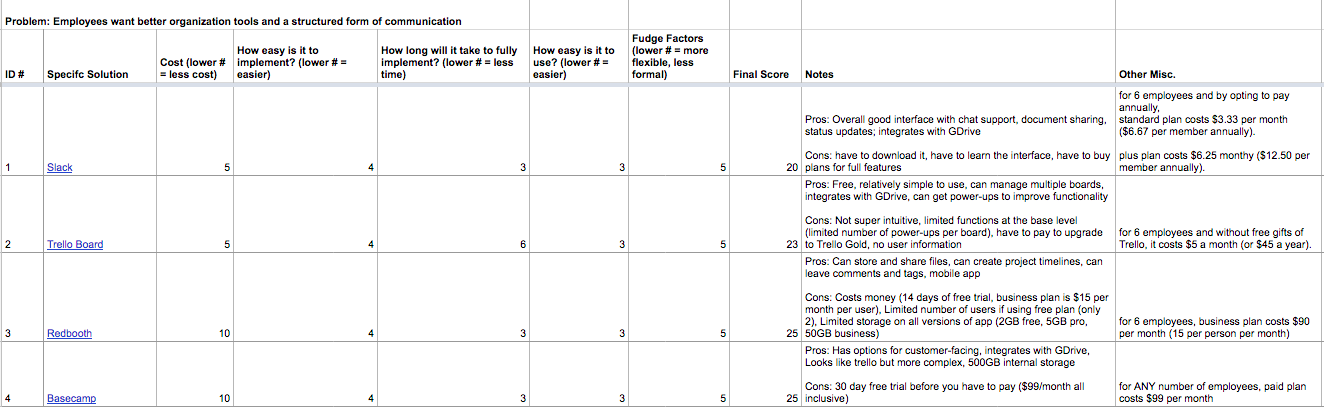 Problem: Employees want better organization tools and a structured form of communication
ID #
Specifc Solution
Cost (lower #
= less cost)
How easy is it to
implement? (lower # =
easier)
How long will it take to fully
implement? (lower # = less
time)
How easy is it to
use? (lower # =
easier)
Fudge Factors
(lower # = more
flexible, less
formal)
Final Score
Notes
Other Misc.
1
Slack
5
4
3
3
5
20
Pros: Overall good interface with chat support, document sharing,
status updates; integrates with GDrive
Cons: have to download it, have to learn the interface, have to buy
plans for full features
for 6 employees and by opting to pay
annually,
standard plan costs $3.33 per month
($6.67 per member annually).
plus plan costs $6.25 monthy ($12.50 per
member annually).
2
Trello Board
5
4
6
3
5
23
Pros: Free, relatively simple to use, can manage multiple boards,
integrates with GDrive, can get power-ups to improve functionality
Cons: Not super intuitive, limited functions at the base level
(limited number of power-ups per board), have to pay to upgrade
to Trello Gold, no user information
for 6 employees and without free gifts of
Trello, it costs $5 a month (or $45 a year).
3
Redbooth
10
4
3
3
5
25
Pros: Can store and share files, can create project timelines, can
leave comments and tags, mobile app
Cons: Costs money (14 days of free trial, business plan is $15 per
month per user), Limited number of users if using free plan (only
2), Limited storage on all versions of app (2GB free, 5GB pro,
50GB business)
for 6 employees, business plan costs $90
per month (15 per person per month)
4
Basecamp
10
4
3
3
5
25
Pros: Has options for customer-facing, integrates with GDrive,
Looks like trello but more complex, 500GB internal storage
Cons: 30 day free trial before you have to pay ($99/month all
inclusive)
for ANY number of employees, paid plan
costs $99 per month